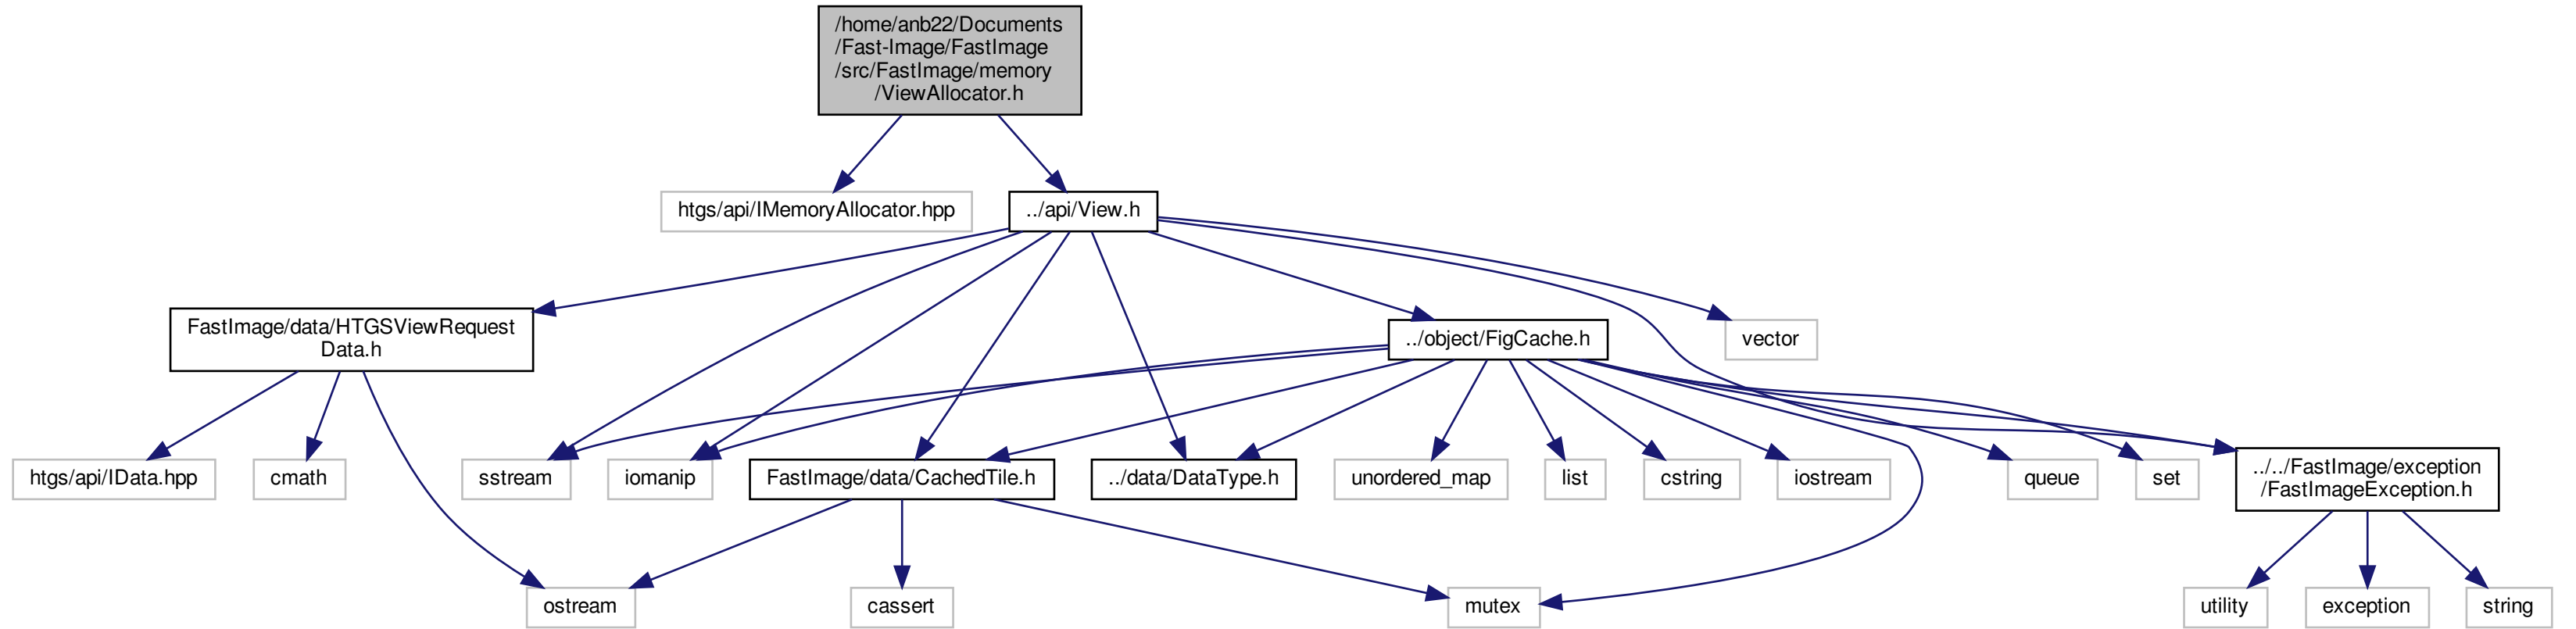 /home/anb22/Documents
/Fast-Image/FastImage
/src/FastImage/memory
/ViewAllocator.h
htgs/api/IMemoryAllocator.hpp
../api/View.h
FastImage/data/HTGSViewRequest
Data.h
../object/FigCache.h
vector
htgs/api/IData.hpp
cmath
sstream
iomanip
FastImage/data/CachedTile.h
../data/DataType.h
unordered_map
list
cstring
iostream
queue
set
../../FastImage/exception
/FastImageException.h
ostream
cassert
mutex
utility
exception
string